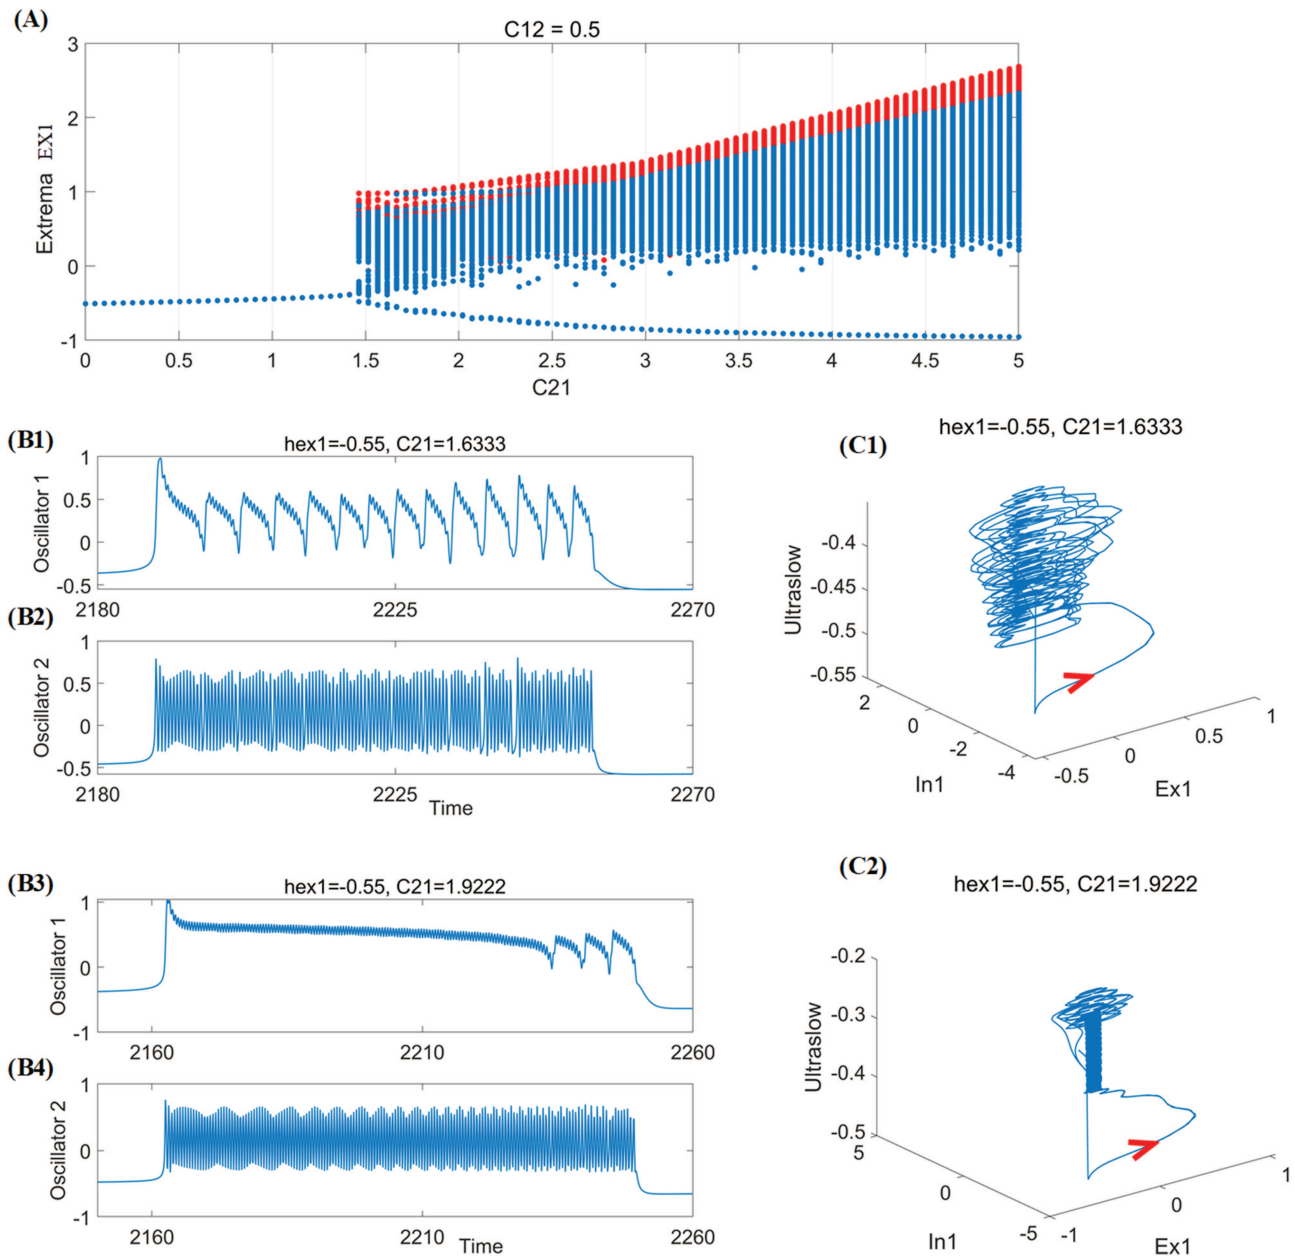 (A)
C12 = 0.5
Extrema EX1
3
2
1
0
-1
0 0.5 1 1.5 2 2.5 3 3.5 4 4.5 5
C21
(B1)
hex1=-0.55, C21=1.6333
Oscillator 1
1
0.5
0
-0.5
2180 2225 2270
(B2)
Oscillator 2
1
0.5
0
-0.5
2180 2225 2270
Time
(C1)
hex1=-0.55, C21=1.6333
Ultraslow
-0.4
-0.45
-0.5
-0.55
2 0 -2 -4
In1
-0.5 0 0.5 1
Ex1
(B3)
hex1=-0.55, C21=1.9222
Oscillator 1
1
0
-1
2160 2210 2260
(B4)
Oscillator 2
1
0
-1
2160 2210 2260
Time
(C2)
hex1=-0.55, C21=1.9222
Ultraslow
-0.2
-0.3
-0.4
-0.5
5 0 -5
In1
-1 0 1
Ex1